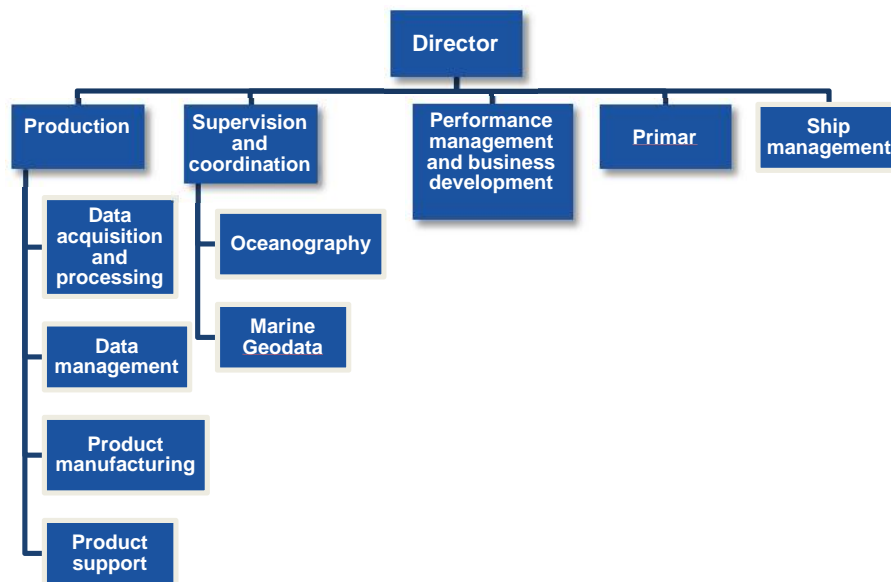 Director
Production
Supervision
and
coordination
Performance
management
and business
development
Primar
Ship
management
Data
acquisition
and
processing
Oceanography
Data
management
Marine
Geodata
Product
manufacturing
Product
support